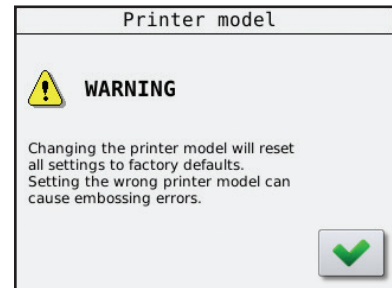 Printer model
WARNING
Changing the printer model will reset
all settings to factory defaults.
Setting the wrong printer model can
cause embossing errors.